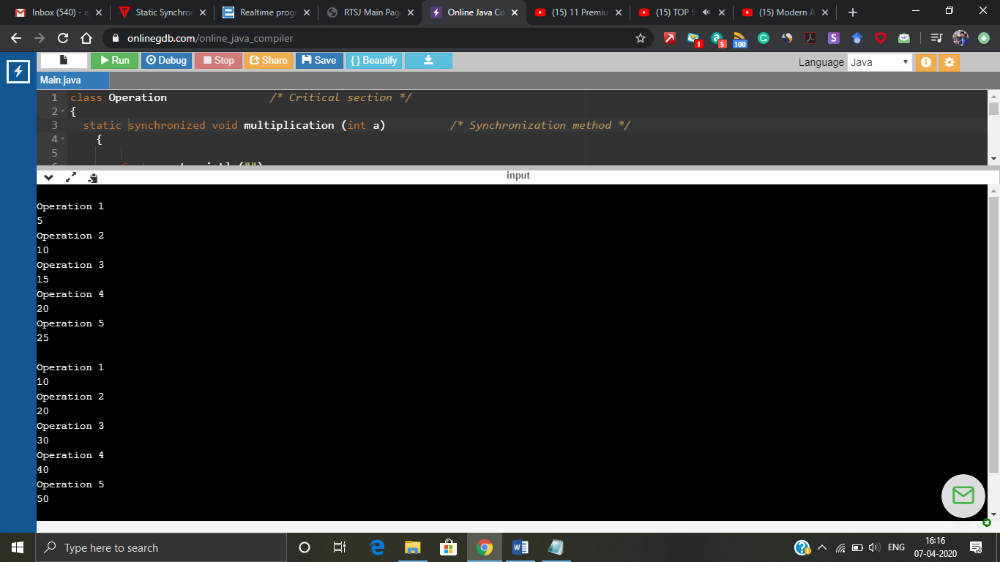 Inbox (540) - a
Static Synchror
Realtime prog
RTSJ Main Pag
Online Java Co
(15) 11 Premiu
(15) TOP 5
(15) Modern A
onlinegdb.com/online_java_compiler
1
5
100
Run
Debug
Stop
Share
Save
{ } Beautify
Language
Java
Main.java
1 class Operation /* Critical section */
2 {
3 static synchronized void multiplication (int a) /* Synchronization method */
4 {
5
input
Operation 1
5
Operation 2
10
Operation 3
15
Operation 4
20
Operation 5
25
Operation 1
10
Operation 2
20
Operation 3
30
Operation 4
40
Operation 5
50
Type here to search
ENG
16:16
07-04-2020